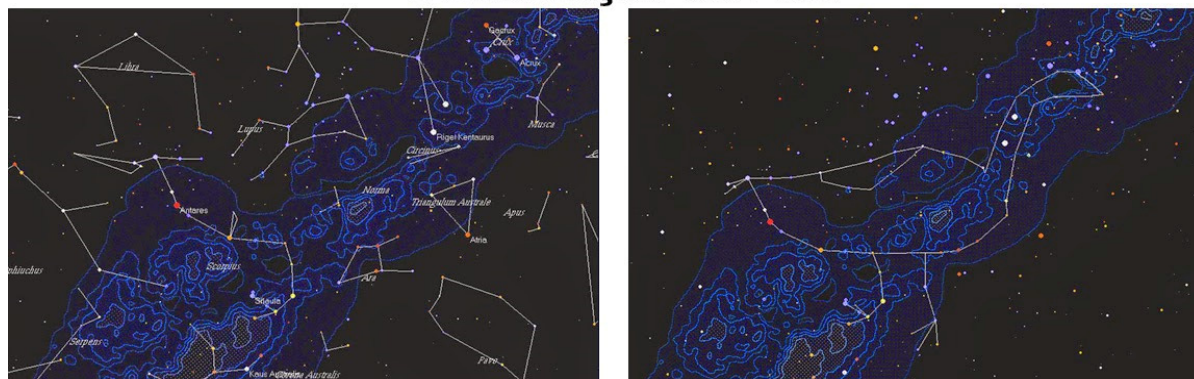 Gacrux
Crux
Acrux
Libra
Lupus
Musca
Rigel Kentaurus
Circinus
Norma
Antares
Triangulum Australe
Apus
Atria
Scorpius
Ara
phiuchus
Shaula
Serpens
Pavo
Kaus Australis
Corona Australis